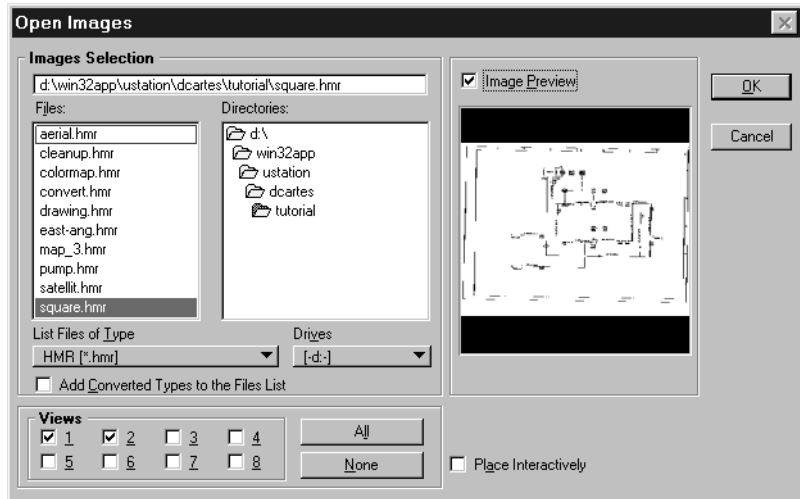 Open Images
Images Selection
d:\win32app\ustation\dcartes\tutorial\square.hmr
Files:
aerial.hmr
cleanup.hmr
colormap.hmr
convert.hmr
drawing.hmr
east-ang.hmr
map_3.hmr
pump.hmr
satellit.hmr
square.hmr
Directories:
d:\
win32app
ustation
dcartes
tutorial
List Files of Type
HMR [*.hmr]
Drives
[-d:-]
Add Converted Types to the Files List
Image Preview
OK
Cancel
Views
1 2 3 4
5 6 7 8
All
None
Place Interactively